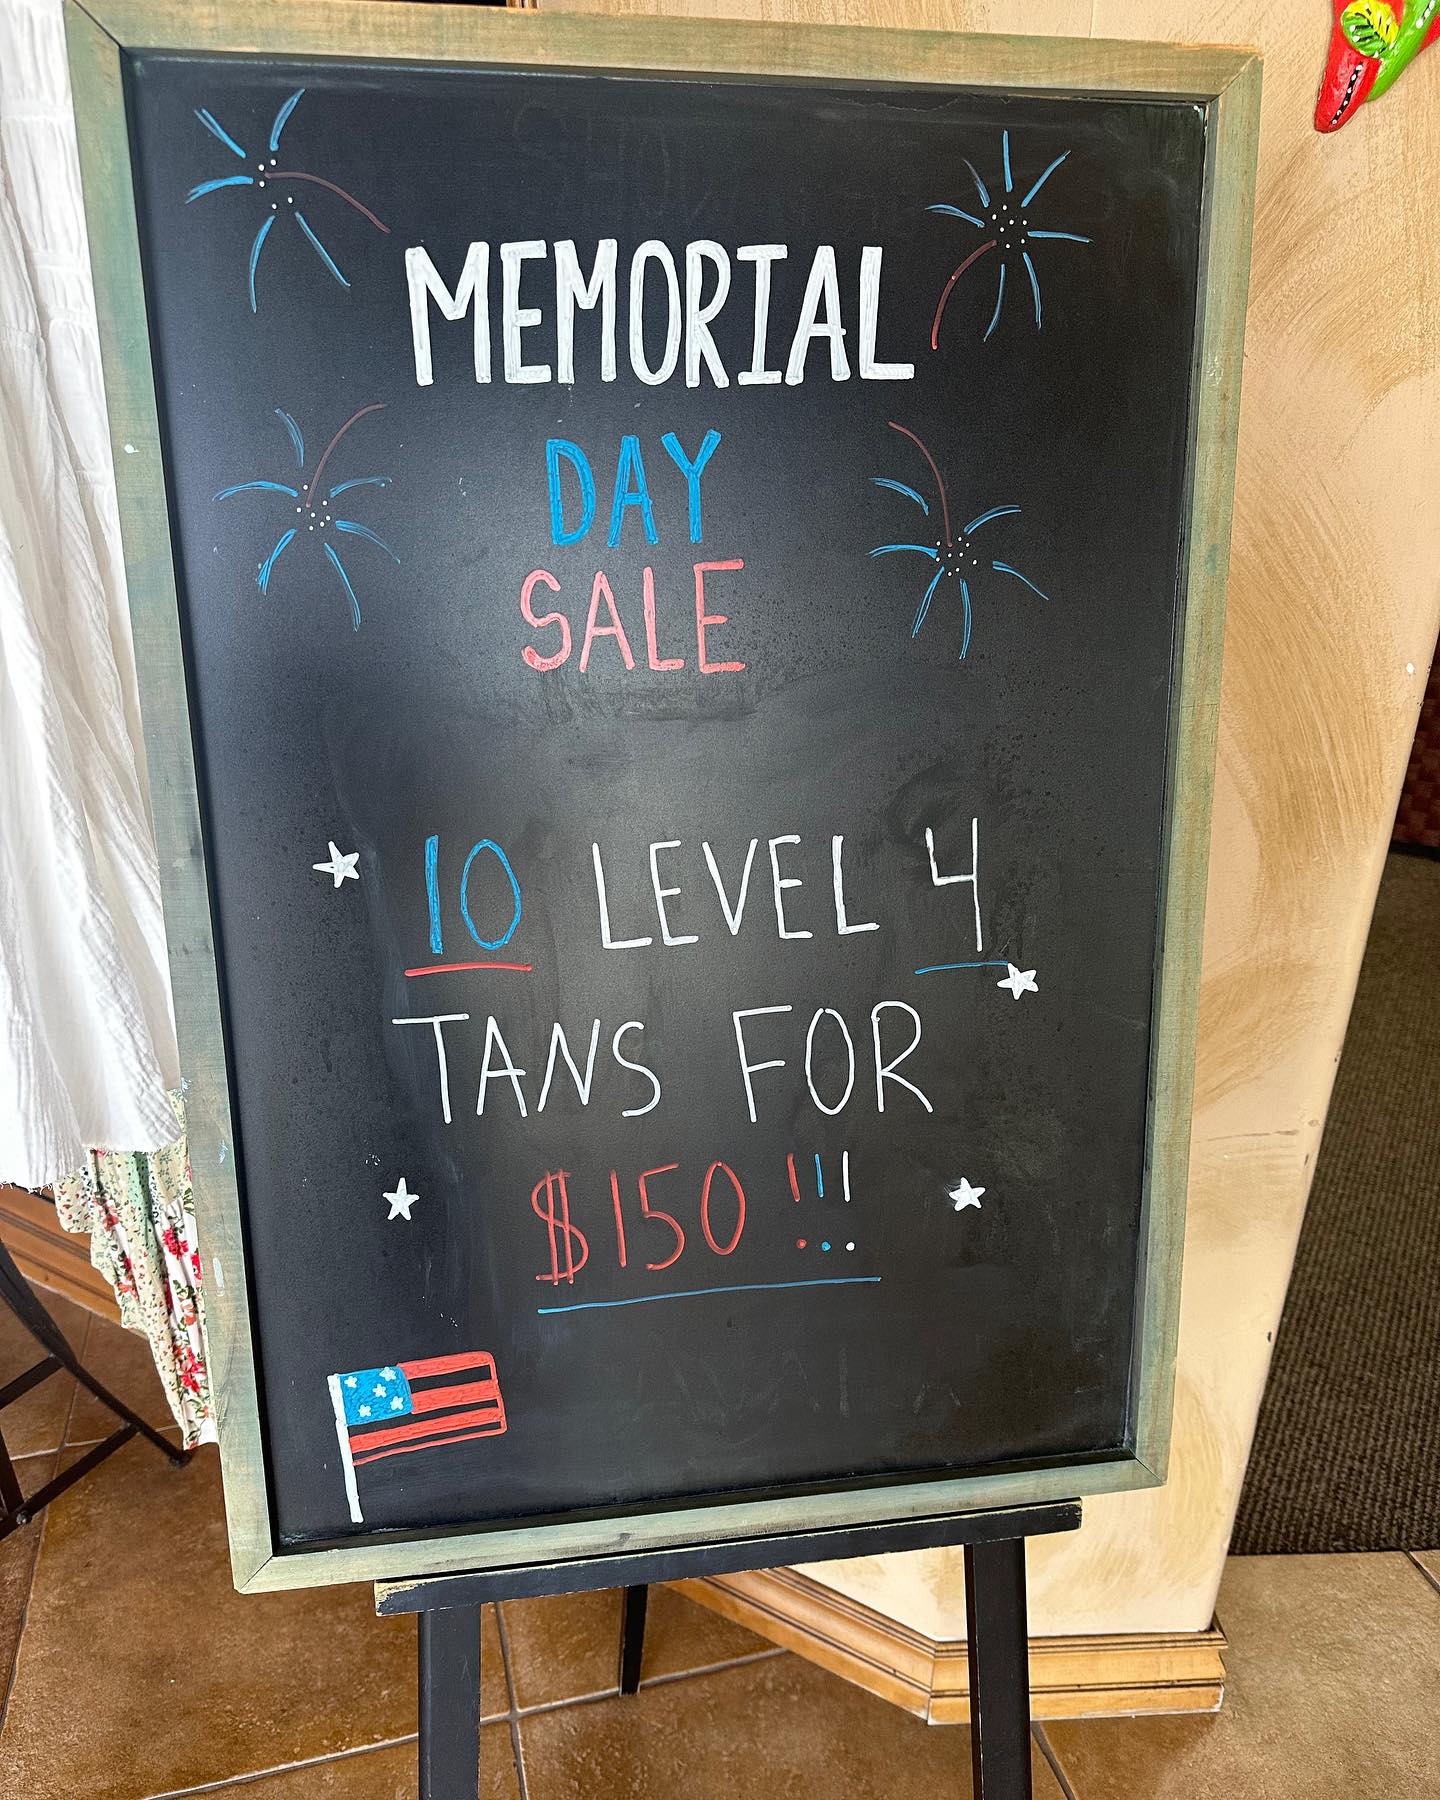 MEMORIAL
DAY
SALE
10 LEVEL 4
TANS FOR
$150 !!!